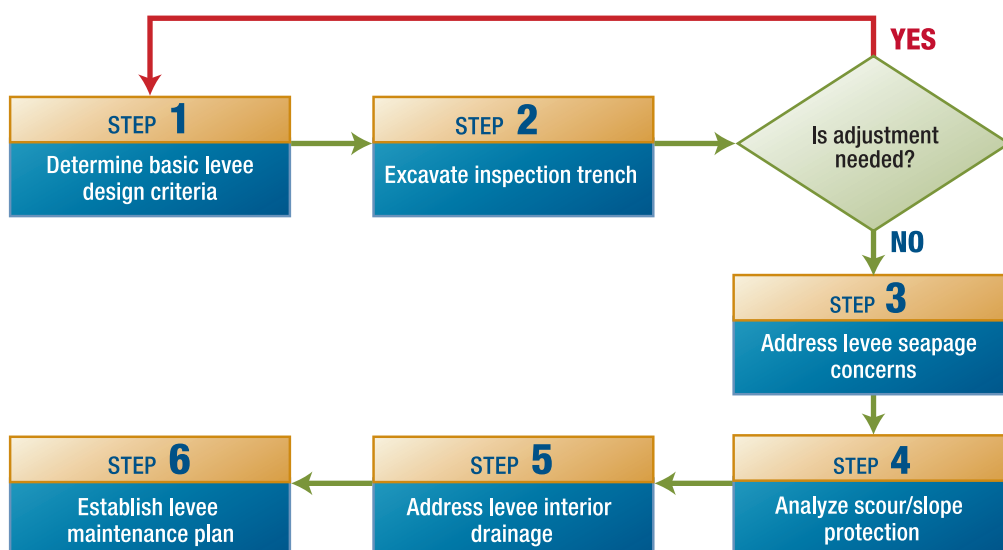 YES
STEP 1
Determine basic levee
design criteria
STEP 2
Excavate inspection trench
Is adjustment
needed?
NO
STEP 3
Address levee seapage
concerns
STEP 4
Analyze scour/slope
protection
STEP 5
Address levee interior
drainage
STEP 6
Establish levee
maintenance plan